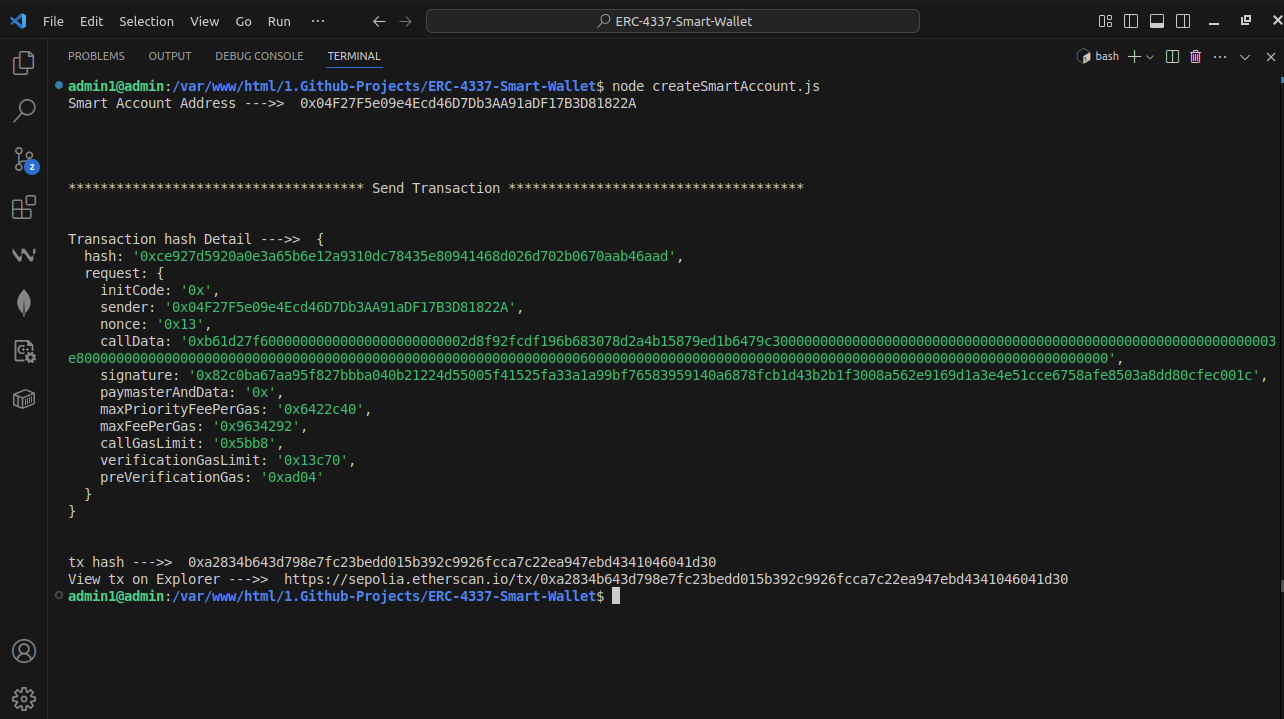 File Edit Selection View Go Run ··· ERC-4337-Smart-Wallet
PROBLEMS OUTPUT DEBUG CONSOLE TERMINAL bash
admin1@admin:/var/www/html/1.Github-Projects/ERC-4337-Smart-Wallet$ node createSmartAccount.js
Smart Account Address --->> 0x04F27F5e09e4Ecd46D7Db3AA91aDF17B3D81822A
2
************************************* Send Transaction *************************************
Transaction hash Detail --->> {
hash: '0xce927d5920a0e3a65b6e12a9310dc78435e80941468d026d702b0670aab46aad',
request: {
initCode: '0x',
sender: '0x04F27F5e09e4Ecd46D7Db3AA91aDF17B3D81822A',
nonce: '0x13',
callData: '0xb61d27f60000000000000000000000002d8f92fcdf196b683078d2a4b15879ed1b6479c300000000000000000000000000000000000000000000000000000000000003
e800000000000000000000000000000000000000000000000000000000000000600000000000000000000000000000000000000000000000000000000000000000',
signature: '0x82c0ba67aa95f827bbba040b21224d55005f41525fa33a1a99bf76583959140a6878fcb1d43b2b1f3008a562e9169d1a3e4e51cce6758afe8503a8dd80cfec001c',
paymasterAndData: '0x',
maxPriorityFeePerGas: '0x6422c40',
maxFeePerGas: '0x9634292',
callGasLimit: '0x5bb8',
verificationGasLimit: '0x13c70',
preVerificationGas: '0xad04'
}
}
tx hash --->> 0xa2834b643d798e7fc23bedd015b392c9926fcca7c22ea947ebd4341046041d30
View tx on Explorer --->> https://sepolia.etherscan.io/tx/0xa2834b643d798e7fc23bedd015b392c9926fcca7c22ea947ebd4341046041d30
admin1@admin:/var/www/html/1.Github-Projects/ERC-4337-Smart-Wallet$